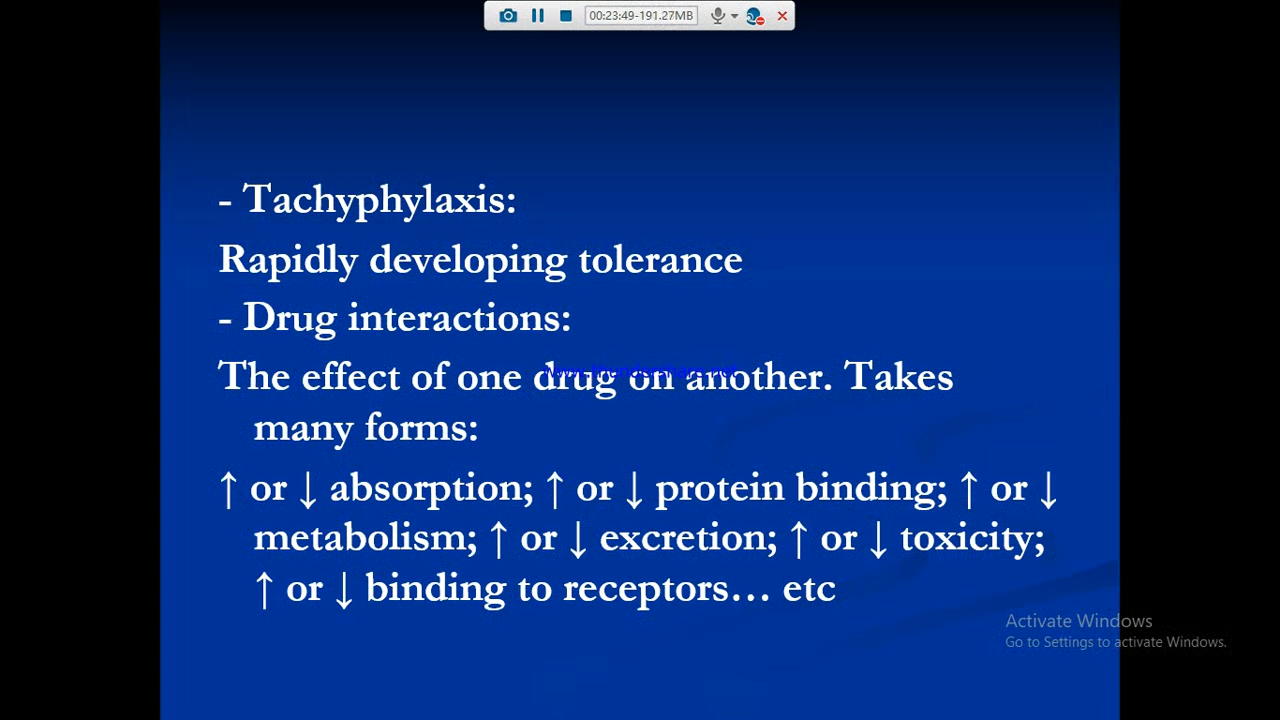 00:23:49-191.27MB
- Tachyphylaxis:
Rapidly developing tolerance
- Drug interactions:
The effect of one drug on another. Takes
many forms:
↑ or ↓ absorption; ↑ or ↓ protein binding; ↑ or ↓
metabolism; ↑ or ↓ excretion; ↑ or ↓ toxicity;
↑ or ↓ binding to receptors… etc
Activate Windows
Go to Settings to activate Windows.